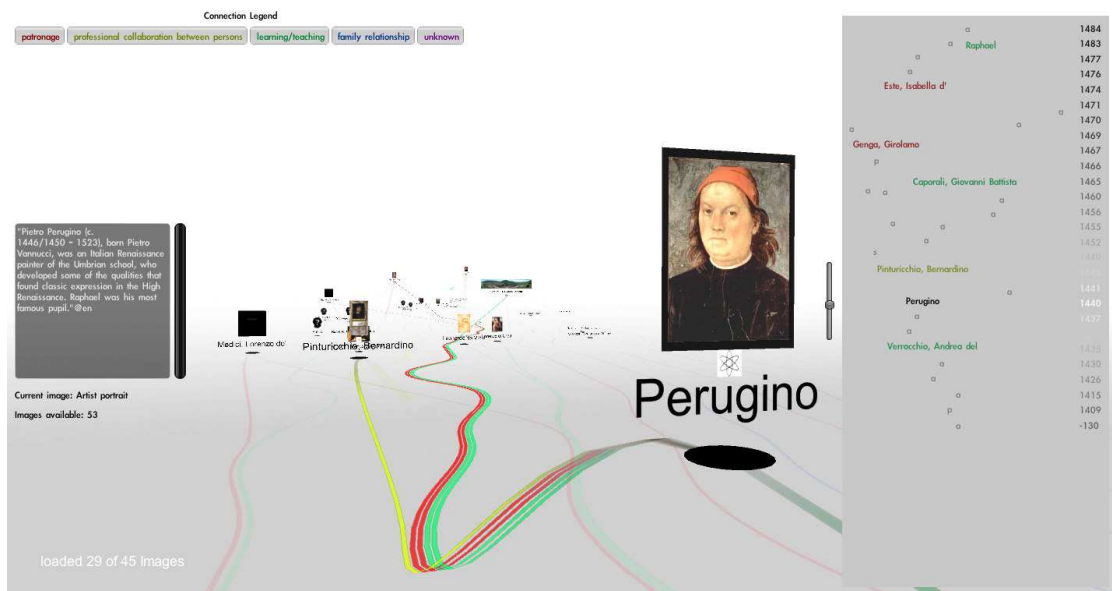 Connection Legend
patronage
professional collaboration between persons
learning/teaching
family relationship
unknown
"Pietro Perugino (c.
1446/1450 – 1523), born Pietro
Vannucci, was an Italian Renaissance
painter of the Umbrian school, who
developed some of the qualities that
found classic expression in the High
Renaissance. Raphael was his most
famous pupil."@en
Current image: Artist portrait
Images available: 53
Medici, Lorenzo de'
Pinturicchio, Bernardino
Perugino
loaded 29 of 45 Images
1484
Raphael 1483
1477
1476
Este, Isabella d' 1474
1471
1470
1469
Genga, Girolamo 1467
p 1466
Caporali, Giovanni Battista 1465
1460
1456
1455
1452
s
Pinturicchio, Bernardino
1441
Perugino 1440
1437
Verrocchio, Andrea del 1435
1430
1426
1415
p 1409
-130